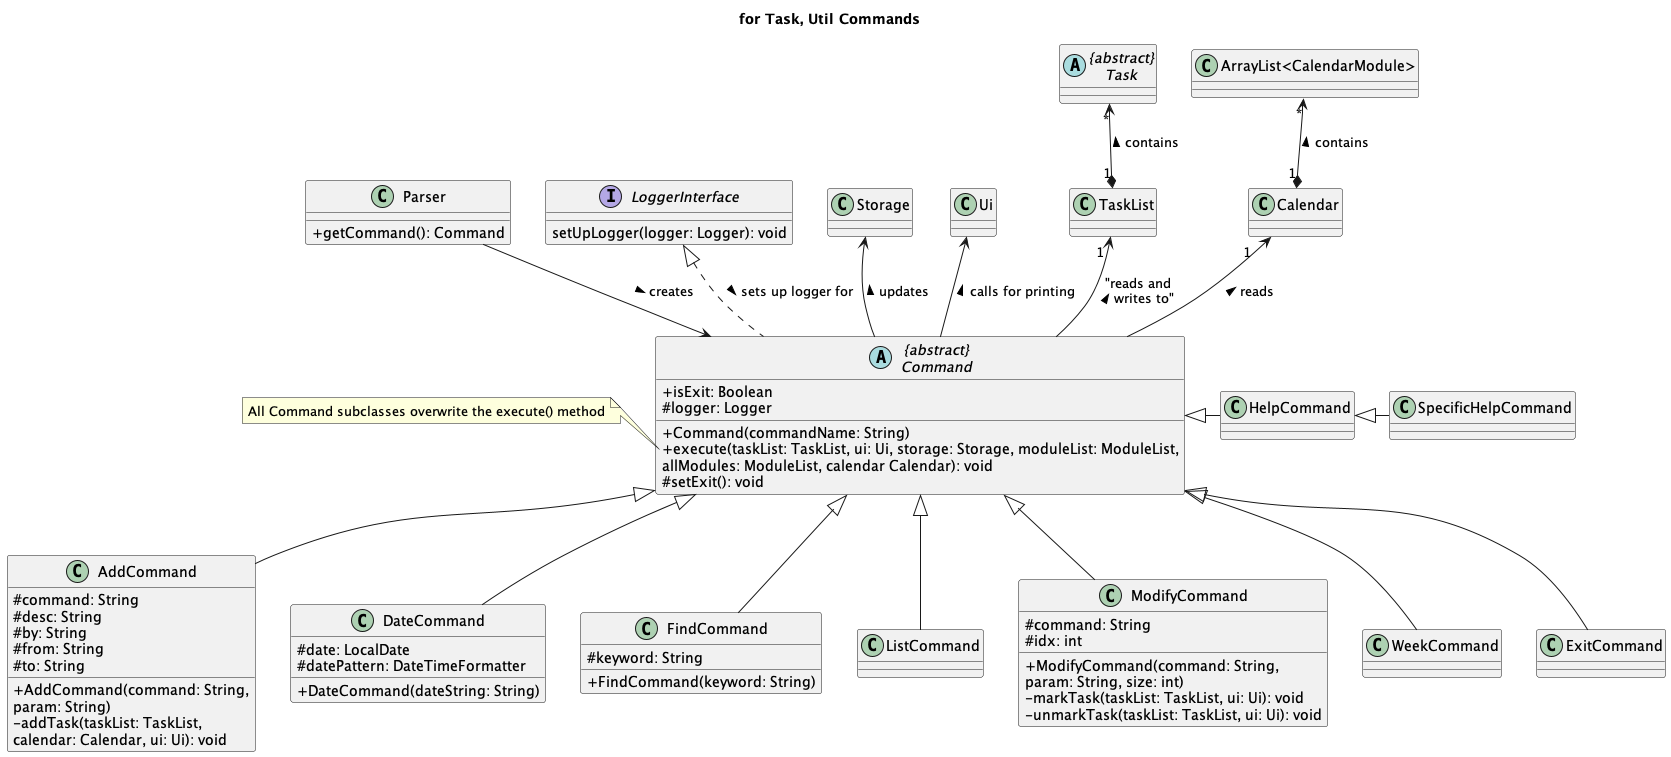 for Task, Util Commands
A
{abstract}
Task
C ArrayList<CalendarModule>
*
*
contains
contains
1
1
C Parser
+getCommand(): Command
I LoggerInterface
setUpLogger(logger: Logger): void
C Storage
C Ui
C TaskList
C Calendar
1
1
creates
sets up logger for
updates
calls for printing
"reads and
writes to"
reads
A
{abstract}
Command
+isExit: Boolean
#logger: Logger
+Command(commandName: String)
+execute(taskList: TaskList, ui: Ui, storage: Storage, moduleList: ModuleList,
allModules: ModuleList, calendar Calendar): void
#setExit(): void
All Command subclasses overwrite the execute() method
C HelpCommand
C SpecificHelpCommand
C AddCommand
#command: String
#desc: String
#by: String
#from: String
#to: String
+AddCommand(command: String,
param: String)
-addTask(taskList: TaskList,
calendar: Calendar, ui: Ui): void
C DateCommand
#date: LocalDate
#datePattern: DateTimeFormatter
+DateCommand(dateString: String)
C FindCommand
#keyword: String
+FindCommand(keyword: String)
C ListCommand
C ModifyCommand
#command: String
#idx: int
+ModifyCommand(command: String,
param: String, size: int)
-markTask(taskList: TaskList, ui: Ui): void
-unmarkTask(taskList: TaskList, ui: Ui): void
C WeekCommand
C ExitCommand